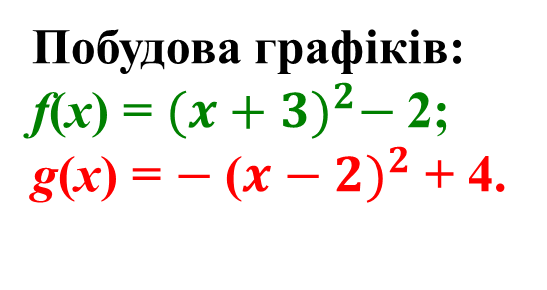 Побудова графіків:
f(x) = (x + 3)² – 2;
g(x) = – (x – 2)² + 4.